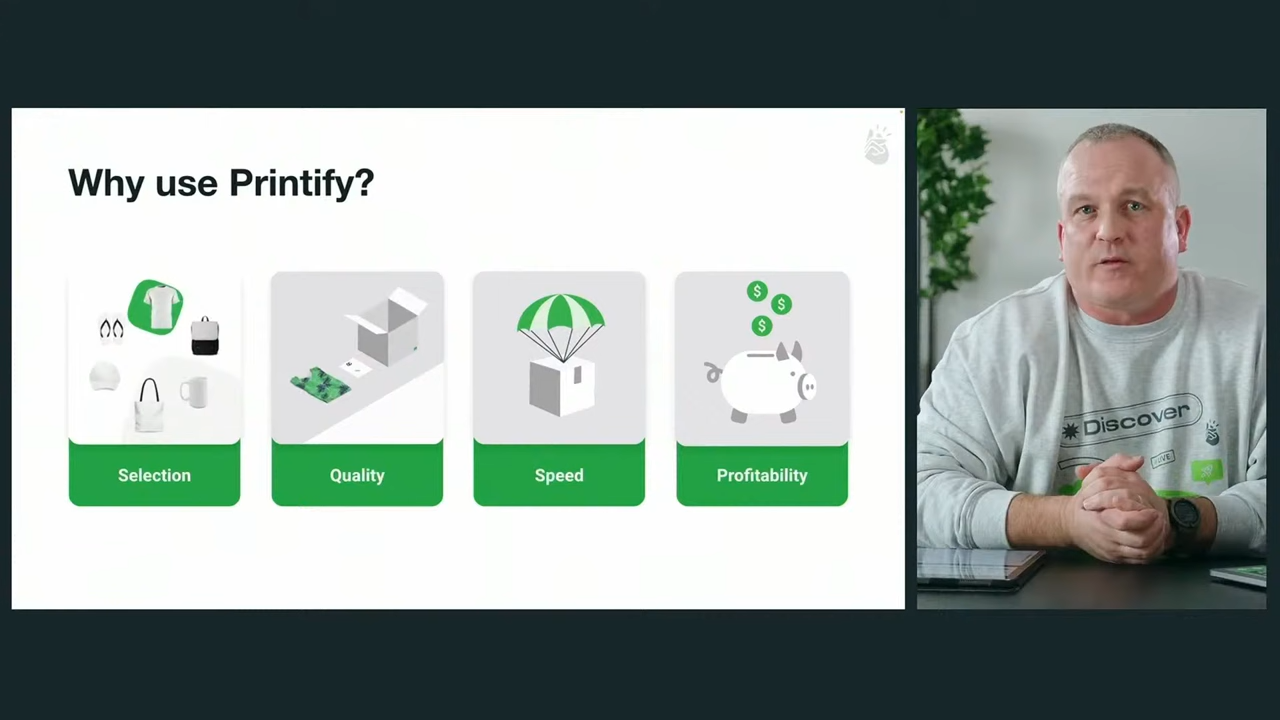 Why use Printify?
Selection
Quality
Speed
Profitability
$
$
$
Discover